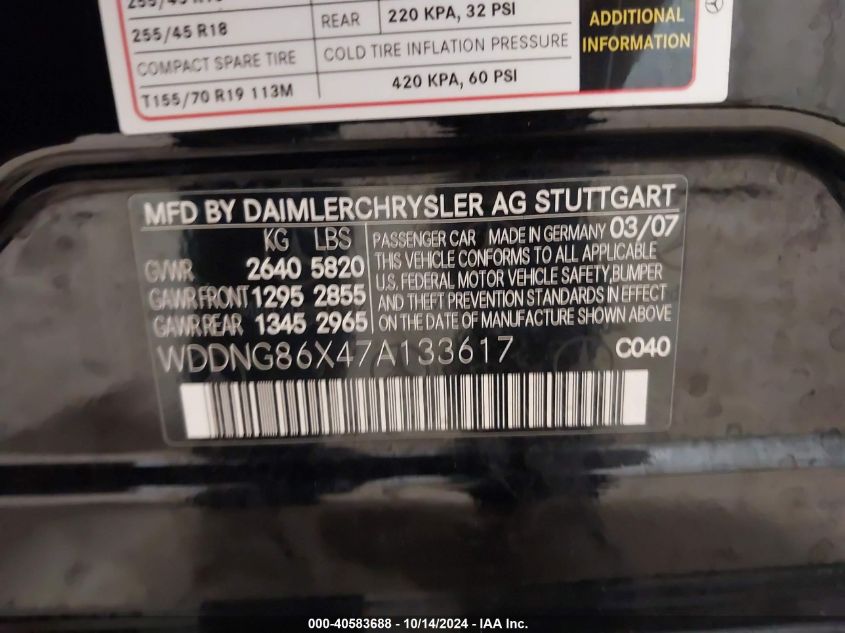 255/45 R18
REAR
220 KPA, 32 PSI
COMPACT SPARE TIRE
COLD TIRE INFLATION PRESSURE
T155/70 R19 113M
420 KPA, 60 PSI
ADDITIONAL
INFORMATION
MFD BY DAIMLERCHRYSLER AG STUTTGART
KG LBS
GVWR 2640 5820
GAWR FRONT 1295 2855
GAWR REAR 1345 2965
PASSENGER CAR MADE IN GERMANY 03/07
THIS VEHICLE CONFORMS TO ALL APPLICABLE
U.S. FEDERAL MOTOR VEHICLE SAFETY, BUMPER
AND THEFT PREVENTION STANDARDS IN EFFECT
ON THE DATE OF MANUFACTURE SHOWN ABOVE
WDDNG86X47A133617
C040
000-40583688 - 10/14/2024 - IAA Inc.